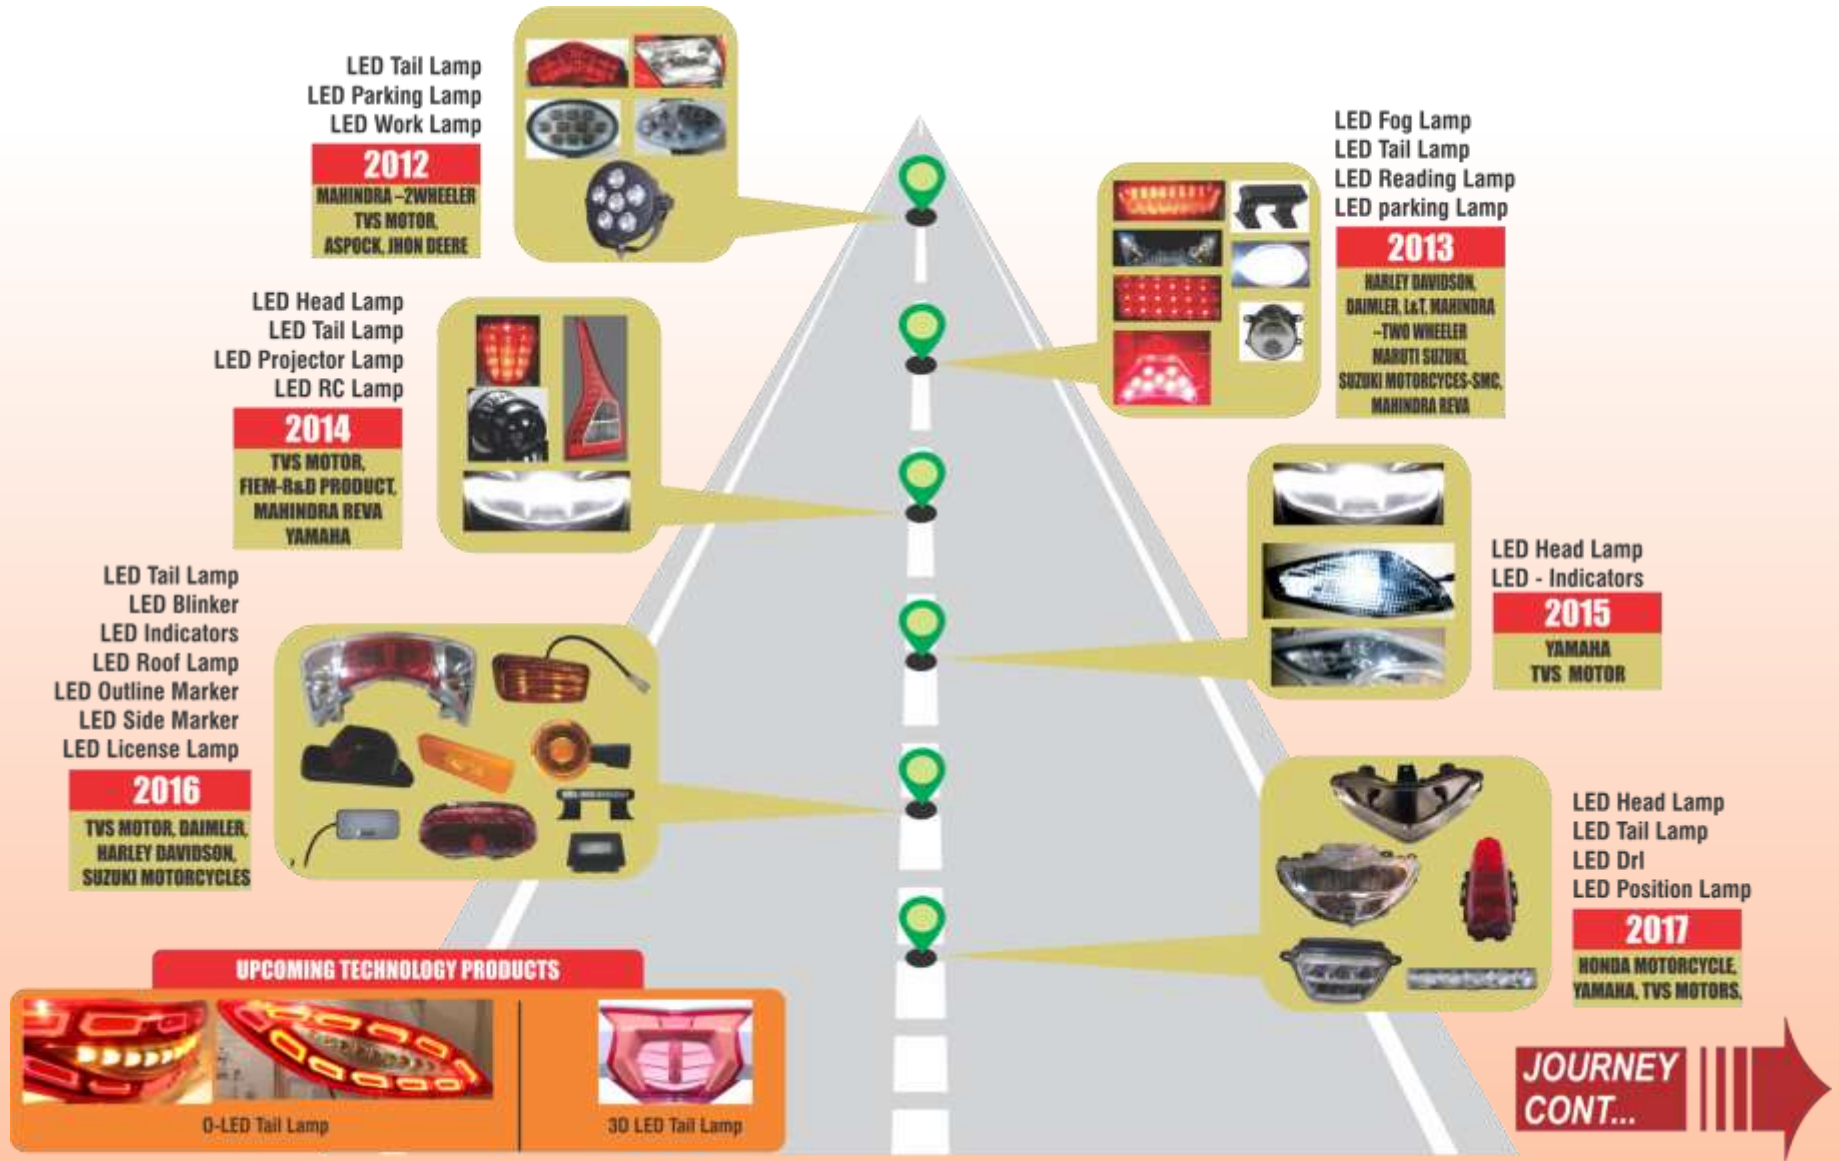 LED Tail Lamp
LED Parking Lamp
LED Work Lamp
2012
MAHINDRA –2WHEELER
TVS MOTOR,
ASPOCK, JHON DEERE
LED Fog Lamp
LED Tail Lamp
LED Reading Lamp
LED parking Lamp
2013
HARLEY DAVIDSON,
DAIMLER, L&T, MAHINDRA
–TWO WHEELER
MARUTI SUZUKI,
SUZUKI MOTORCYCES-SMC,
MAHINDRA REVA
LED Head Lamp
LED Tail Lamp
LED Projector Lamp
LED RC Lamp
2014
TVS MOTOR,
FIEM-R&D PRODUCT,
MAHINDRA REVA
YAMAHA
LED Head Lamp
LED - Indicators
2015
YAMAHA
TVS MOTOR
LED Tail Lamp
LED Blinker
LED Indicators
LED Roof Lamp
LED Outline Marker
LED Side Marker
LED License Lamp
2016
TVS MOTOR, DAIMLER,
HARLEY DAVIDSON,
SUZUKI MOTORCYCLES
LED Head Lamp
LED Tail Lamp
LED Drl
LED Position Lamp
2017
HONDA MOTORCYCLE,
YAMAHA, TVS MOTORS,
UPCOMING TECHNOLOGY PRODUCTS
O-LED Tail Lamp
3D LED Tail Lamp
JOURNEY
CONT...